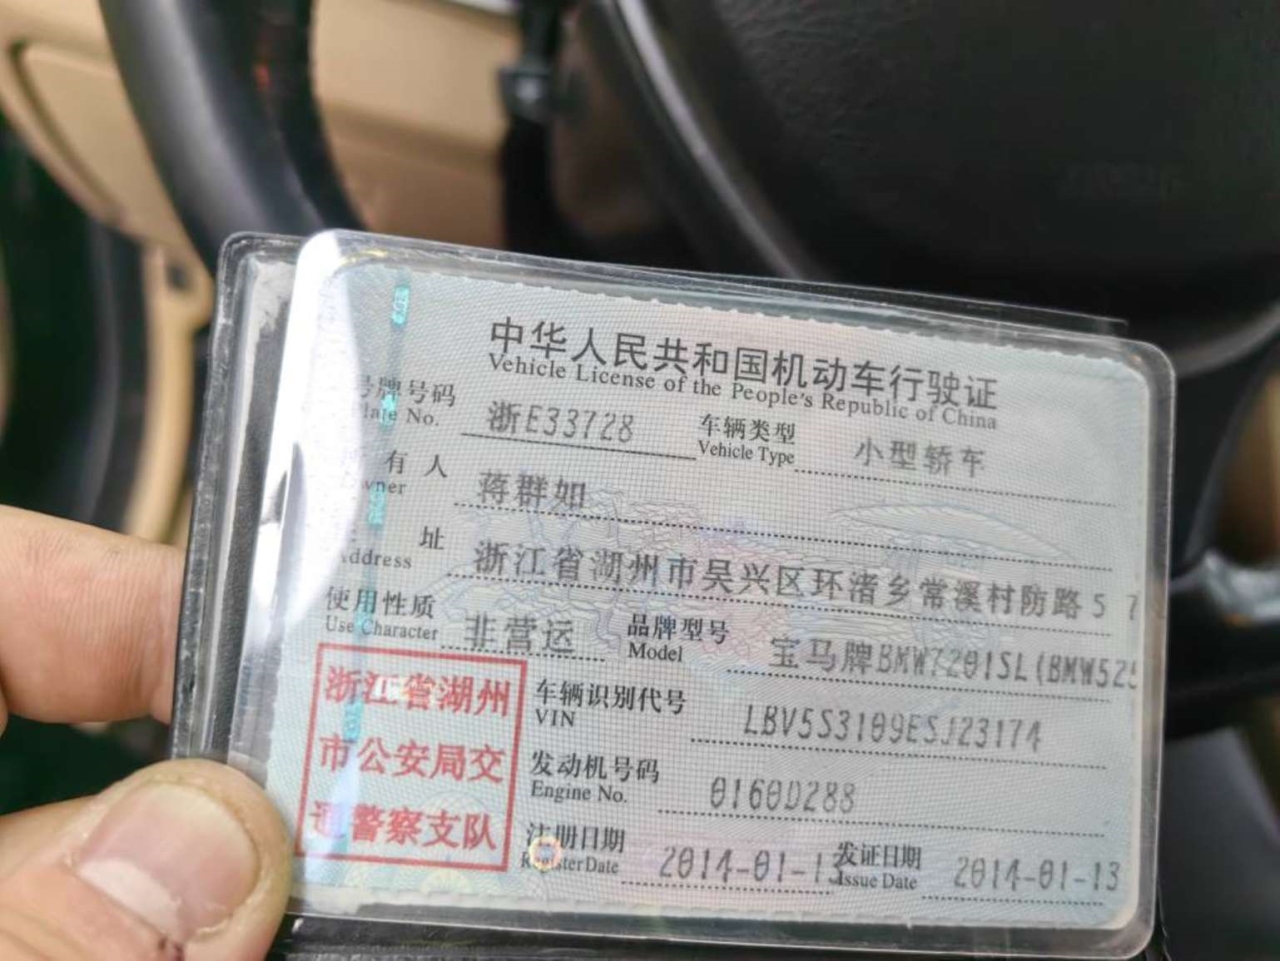 中华人民共和国机动车行驶证
Vehicle License of the People's Republic of China
号牌号码 浙E33728 车辆类型 小型轿车
Plate No. Vehicle Type
所有人 蒋群如
Owner
址 浙江省湖州市吴兴区环渚乡常溪村防路57
Address
使用性质 非营运 品牌型号 宝马牌BMW7201SL(BMW525
Use Character Model
浙江省湖州
市公安局交
通警察支队
车辆识别代号 LBV5S3109ESJ23174
VIN
发动机号码 0160D288
Engine No.
注册日期 2014-01-13 发证日期 2014-01-13
Register Date Issue Date